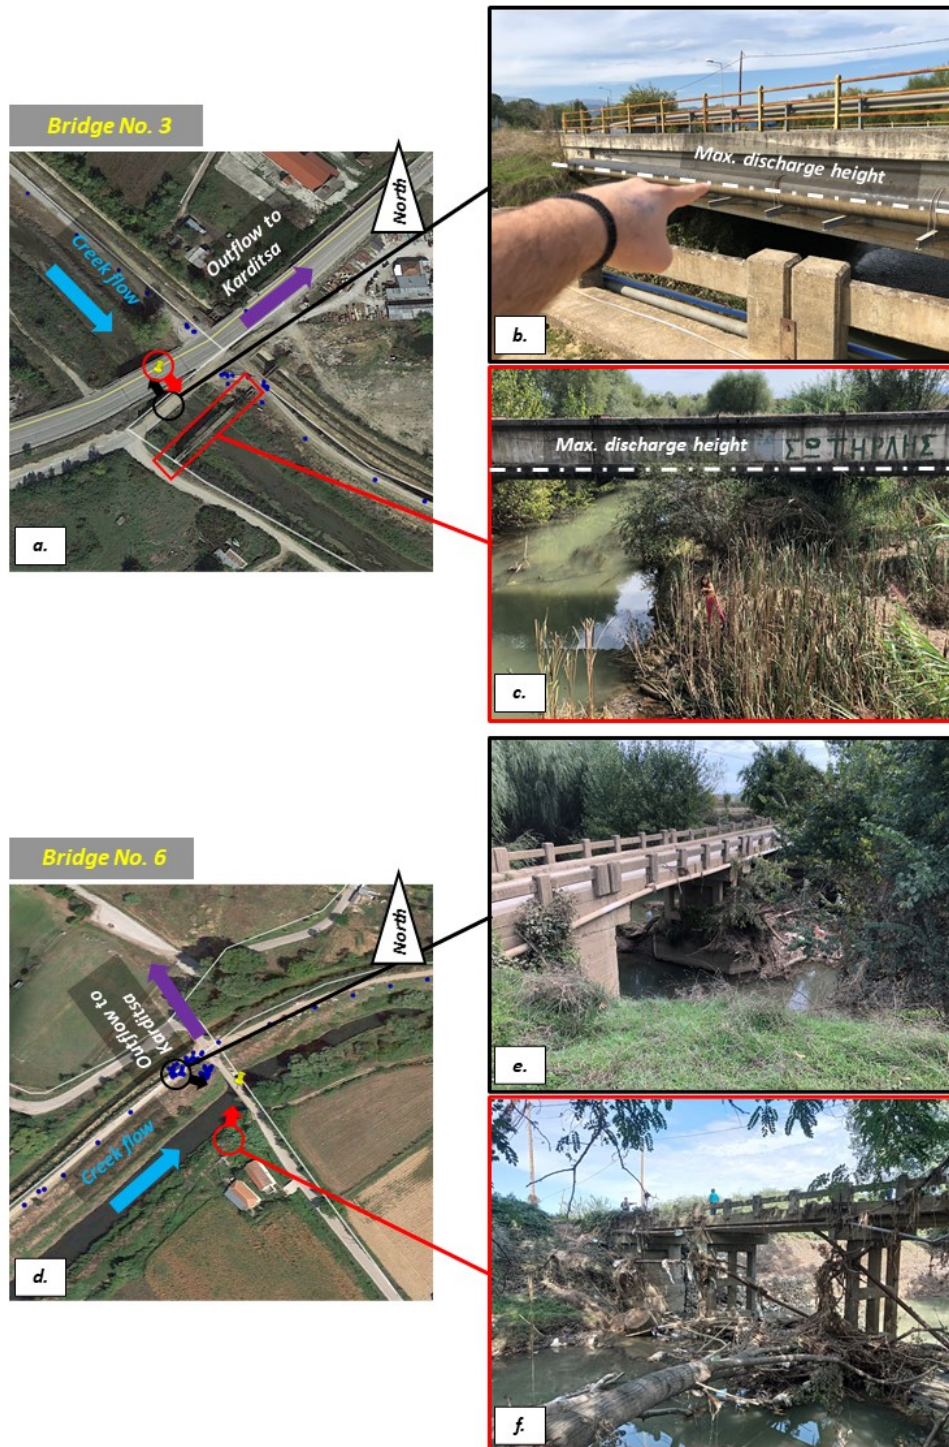 Bridge No. 3
North
Creek flow
Outflow to
Karditsa
a.
Max. discharge height
b.
Max. discharge height
ΣΩΠΗΡΛΗΣ
c.
Bridge No. 6
North
Outflow to
Karditsa
Creek flow
d.
e.
f.